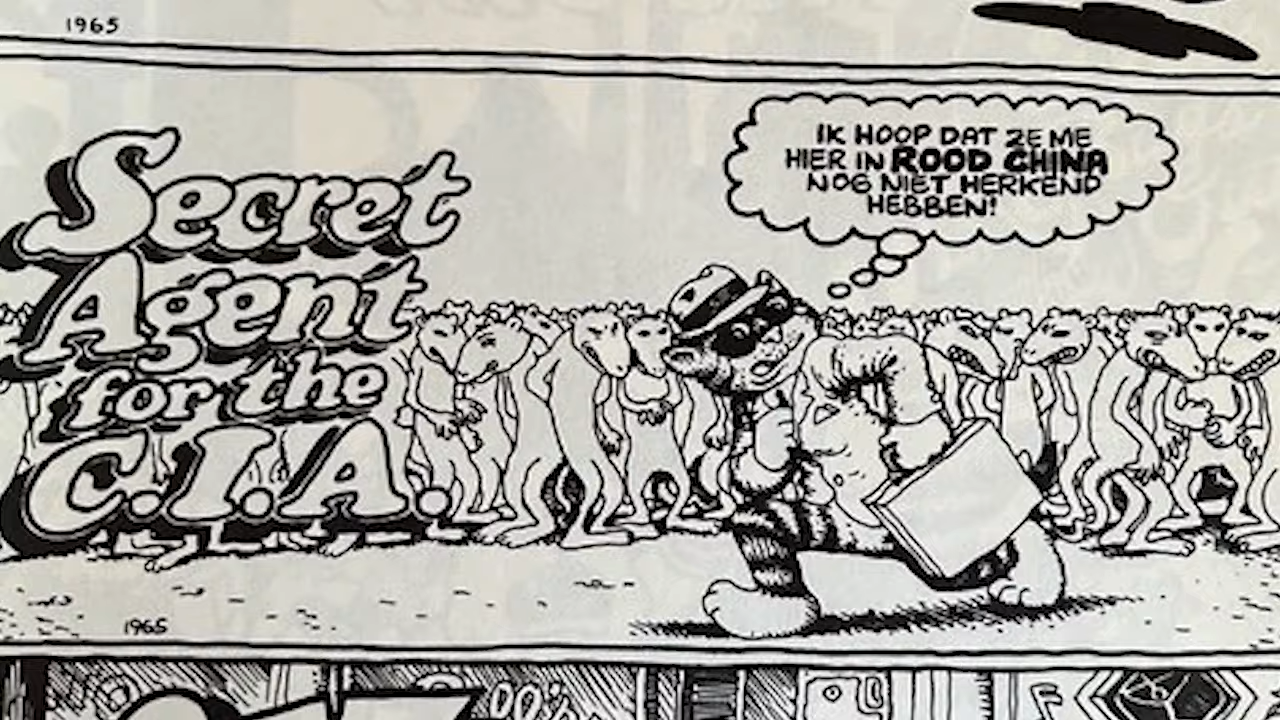 1965
Secret
Agent
for the
C.I.A.
IK HOOP DAT ZE ME
HIER IN ROOD CHINA
NOG NIET HERKEND
HEBBEN!
1965